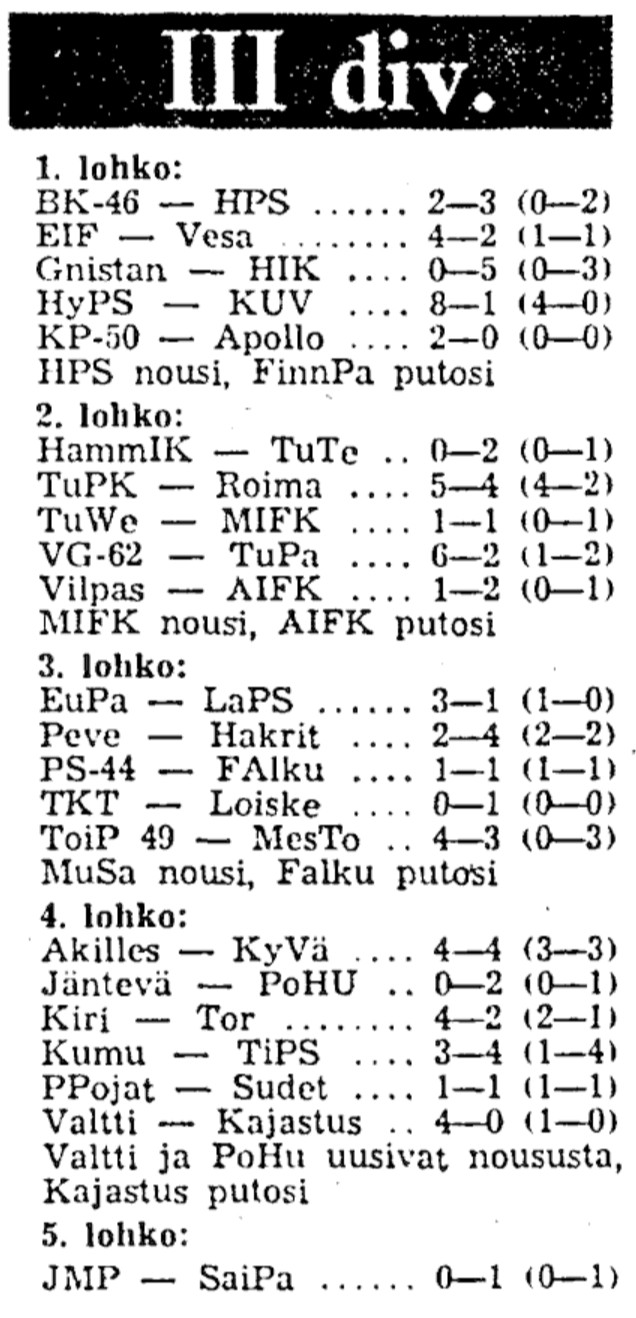 III div.
1. lohko:
BK-46 — HPS ...... 2—3 (0—2)
EIF — Vesa ......... 4—2 (1—1)
Gnistan — HIK .... 0—5 (0—3)
HyPS — KUV .... 8—1 (4—0)
KP-50 — Apollo .... 2—0 (0—0)
HPS nousi, FinnPa putosi
2. lohko:
HammIK — TuTe .. 0—2 (0—1)
TuPK — Roima .... 5—4 (4—2)
TuWe — MIFK .... 1—1 (0—1)
VG-62 — TuPa .... 6—2 (1—2)
Vilpas — AIFK .... 1—2 (0—1)
MIFK nousi, AIFK putosi
3. lohko:
EuPa — LaPS ...... 3—1 (1—0)
Peve — Hakrit .... 2—4 (2—2)
PS-44 — FAlku .... 1—1 (1—1)
TKT — Loiske .... 0—1 (0—0)
ToiP 49 — MesTo .. 4—3 (0—3)
MuSa nousi, Falku putosi
4. lohko:
Akilles — KyVä .... 4—4 (3—3)
Jäntevä — PoHU .. 0—2 (0—1)
Kiri — Tor ........ 4—2 (2—1)
Kumu — TiPS .... 3—4 (1—4)
PPojat — Sudet .... 1—1 (1—1)
Valtti — Kajastus .. 4—0 (1—0)
Valtti ja PoHu uusivat noususta,
Kajastus putosi
5. lohko:
JMP — SaiPa ...... 0—1 (0—1)